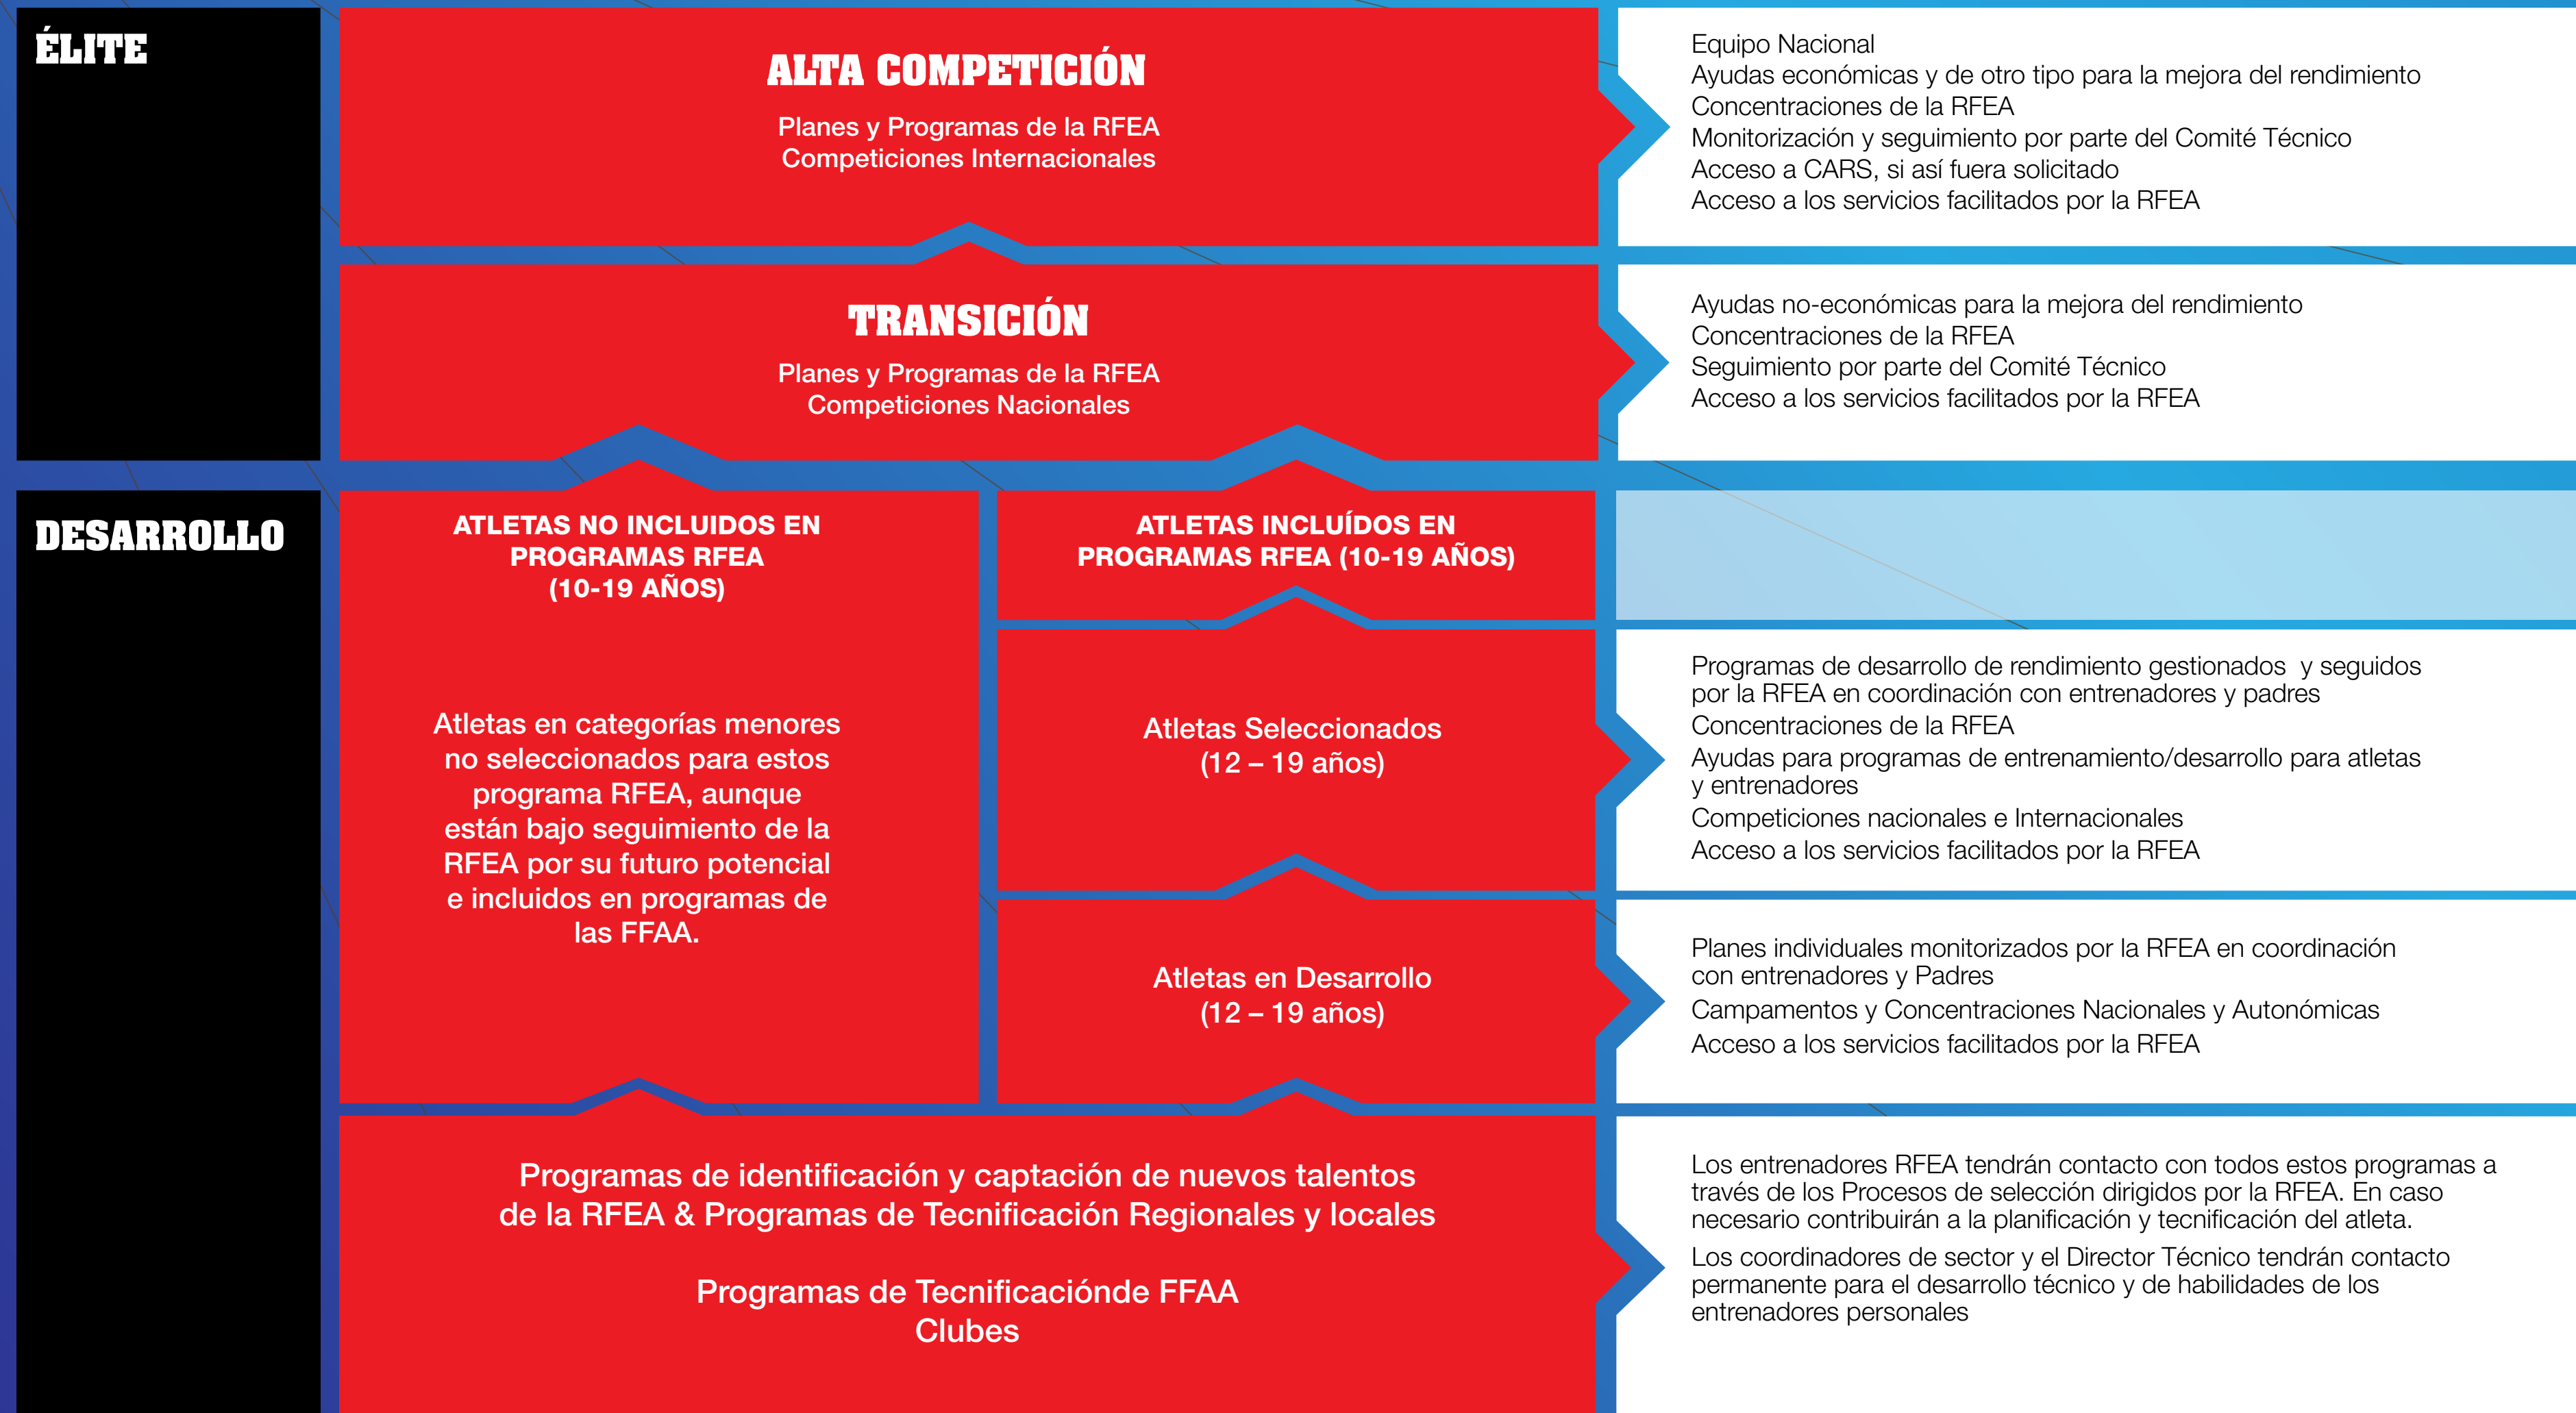 ÉLITE
ALTA COMPETICIÓN
Planes y Programas de la RFEA
Competiciones Internacionales
Equipo Nacional
Ayudas económicas y de otro tipo para la mejora del rendimiento
Concentraciones de la RFEA
Monitorización y seguimiento por parte del Comité Técnico
Acceso a CARS, si así fuera solicitado
Acceso a los servicios facilitados por la RFEA
TRANSICIÓN
Planes y Programas de la RFEA
Competiciones Nacionales
Ayudas no-económicas para la mejora del rendimiento
Concentraciones de la RFEA
Seguimiento por parte del Comité Técnico
Acceso a los servicios facilitados por la RFEA
DESARROLLO
ATLETAS NO INCLUIDOS EN
PROGRAMAS RFEA
(10-19 AÑOS)
Atletas en categorías menores
no seleccionados para estos
programa RFEA, aunque
están bajo seguimiento de la
RFEA por su futuro potencial
e incluidos en programas de
las FFAA.
ATLETAS INCLUÍDOS EN
PROGRAMAS RFEA (10-19 AÑOS)
Atletas Seleccionados
(12 – 19 años)
Programas de desarrollo de rendimiento gestionados  y seguidos
por la RFEA en coordinación con entrenadores y padres
Concentraciones de la RFEA
Ayudas para programas de entrenamiento/desarrollo para atletas
y entrenadores
Competiciones nacionales e Internacionales
Acceso a los servicios facilitados por la RFEA
Atletas en Desarrollo
(12 – 19 años)
Planes individuales monitorizados por la RFEA en coordinación
con entrenadores y Padres
Campamentos y Concentraciones Nacionales y Autonómicas
Acceso a los servicios facilitados por la RFEA
Programas de identificación y captación de nuevos talentos
de la RFEA & Programas de Tecnificación Regionales y locales
Programas de Tecnificaciónde FFAA
Clubes
Los entrenadores RFEA tendrán contacto con todos estos programas a
través de los Procesos de selección dirigidos por la RFEA. En caso
necesario contribuirán a la planificación y tecnificación del atleta.
Los coordinadores de sector y el Director Técnico tendrán contacto
permanente para el desarrollo técnico y de habilidades de los
entrenadores personales